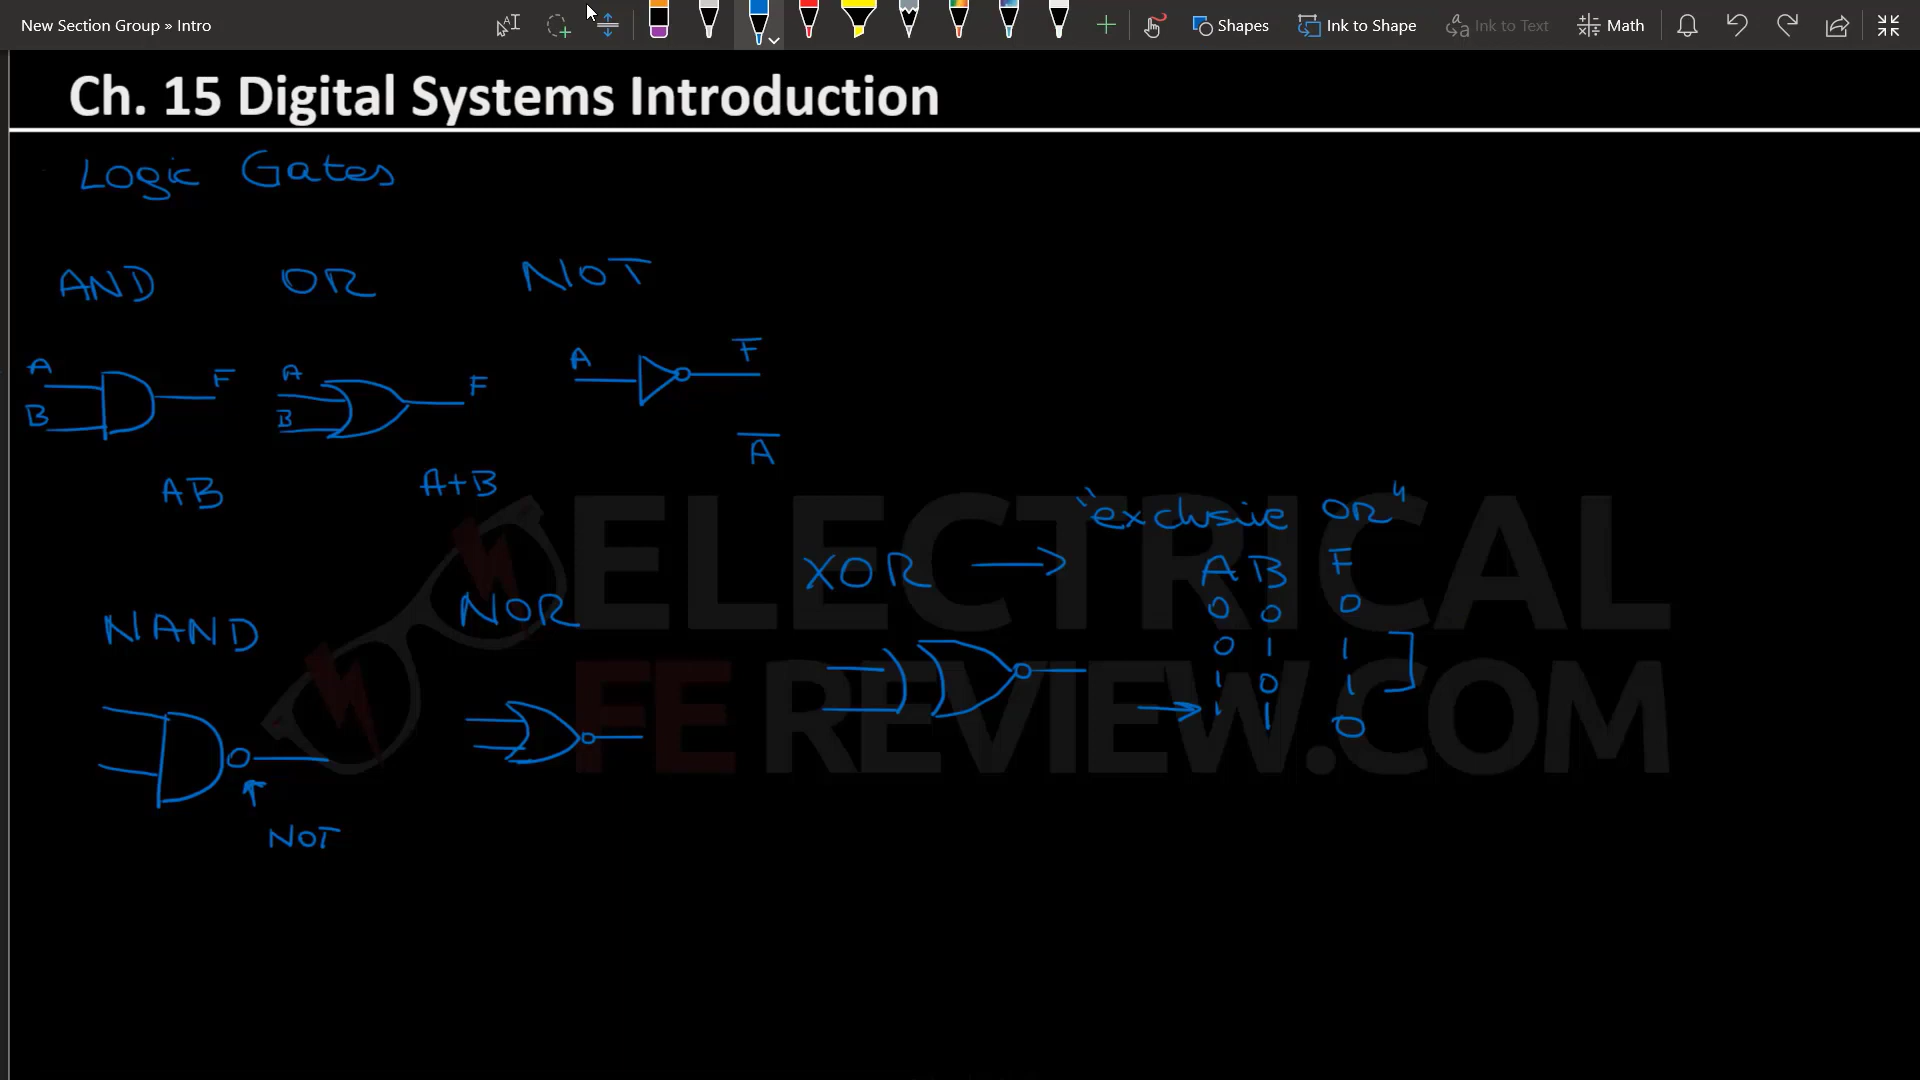 New Section Group » Intro
Shapes Ink to Shape Ink to Text Math
Ch. 15 Digital Systems Introduction
Logic Gates
AND OR NOT
A B F
A B F
A F
AB
A+B
A̅
NAND
NOT
NOR
XOR → "exclusive OR"
A B F
0 0 0
0 1 1
1 0 1
→ 1 1 0
ELECTRICAL
FE REVIEW.COM